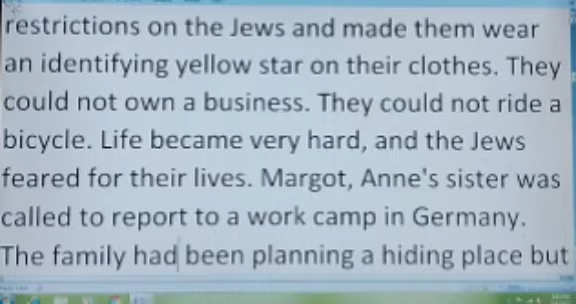 restrictions on the Jews and made them wear
an identifying yellow star on their clothes. They
could not own a business. They could not ride a
bicycle. Life became very hard, and the Jews
feared for their lives. Margot, Anne's sister was
called to report to a work camp in Germany.
The family had been planning a hiding place but